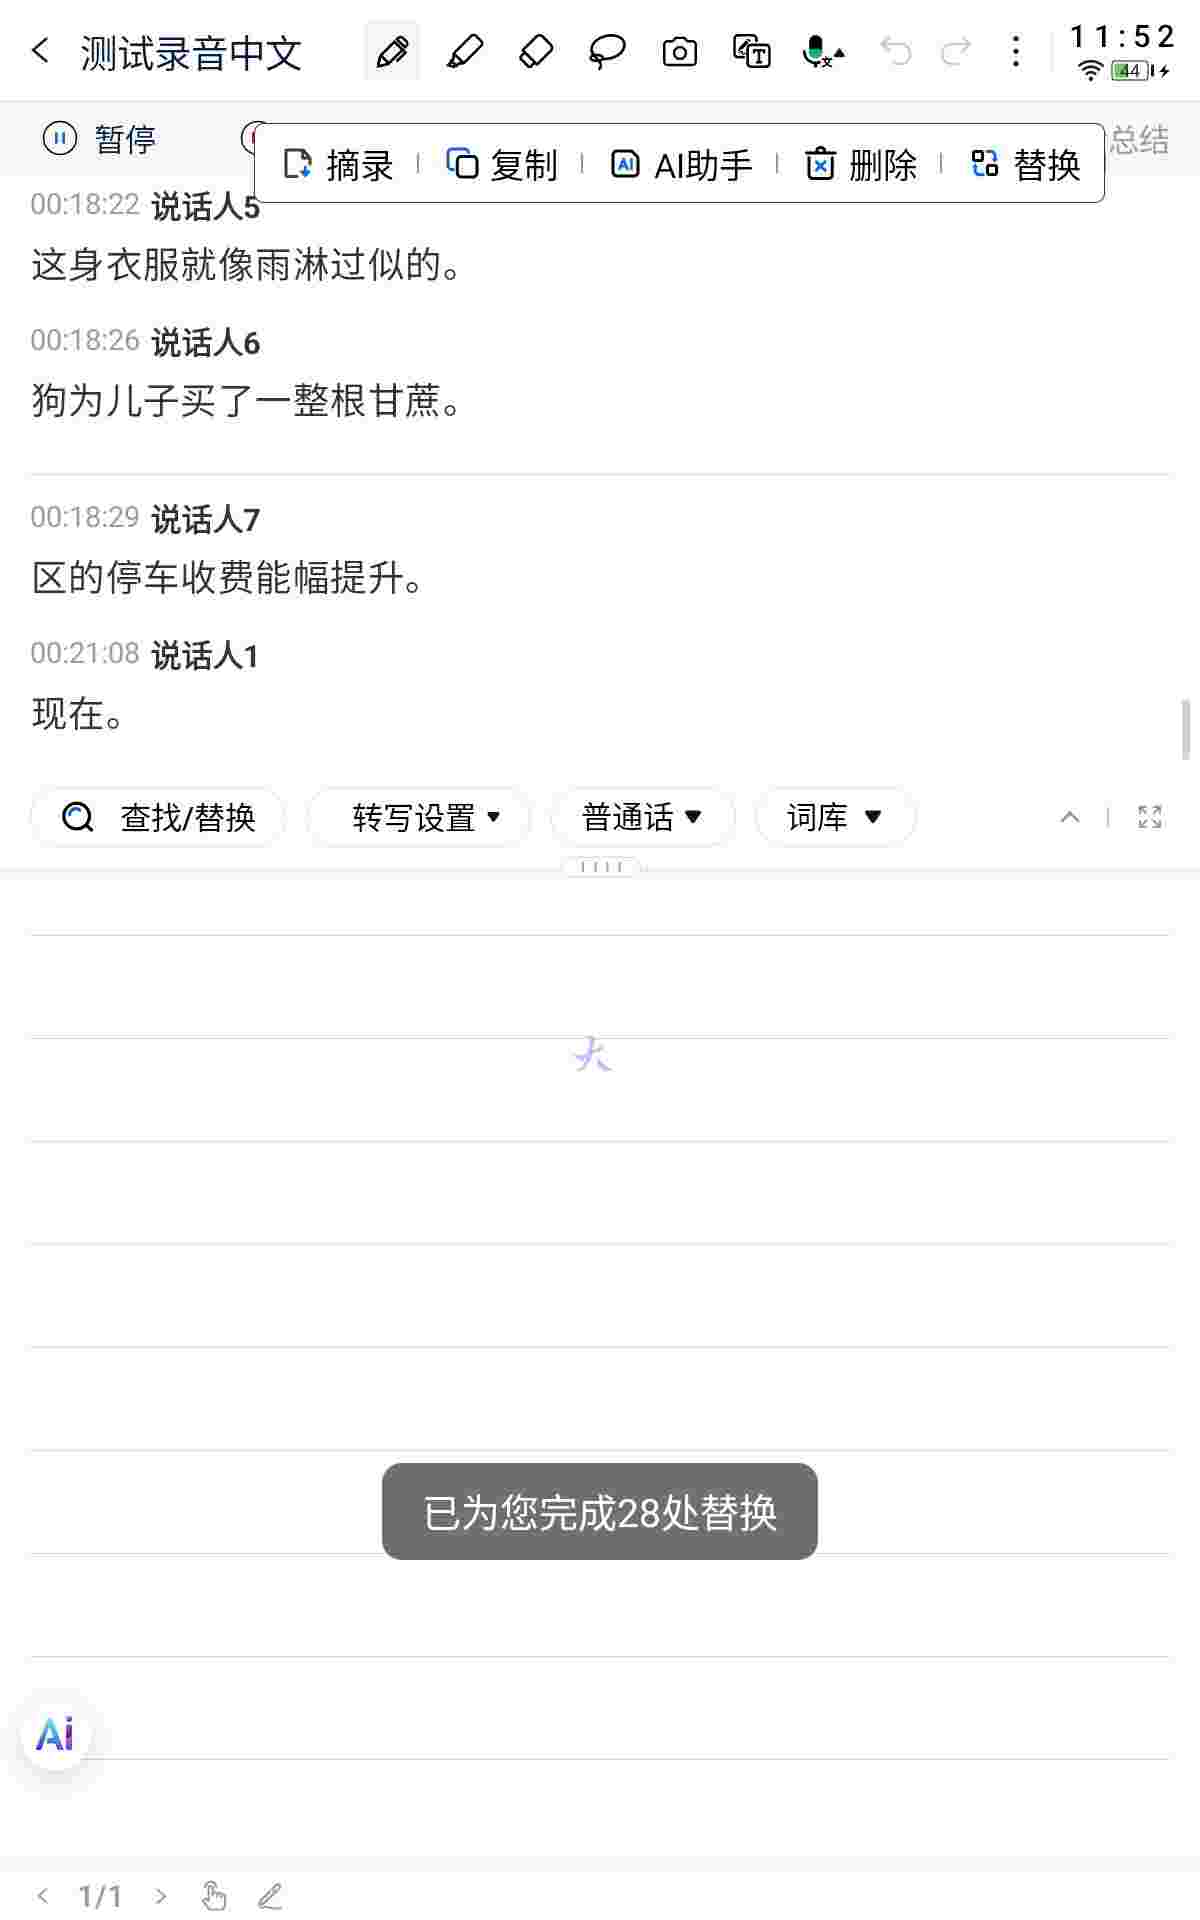 测试录音中文
11:52
44
暂停
总结
摘录 复制 AI助手 删除 替换
00:18:22 说话人5
这身衣服就像雨淋过似的。
00:18:26 说话人6
狗为儿子买了一整根甘蔗。
00:18:29 说话人7
区的停车收费能幅提升。
00:21:08 说话人1
现在。
查找/替换 转写设置 普通话 词库
大
已为您完成28处替换
Ai
1/1